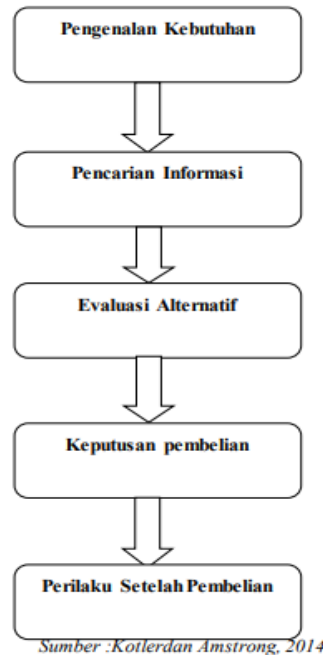 Pengenalan Kebutuhan
Pencarian Informasi
Evaluasi Alternatif
Keputusan pembelian
Perilaku Setelah Pembelian
Sumber :Kotlerdan Amstrong, 2014